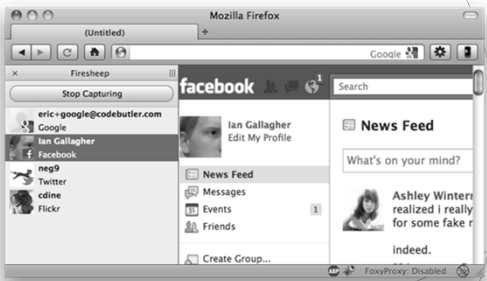 Mozilla Firefox
(Untitled)
+
Google
× Firesheep
Stop Capturing
eric+google@codebutler.com
Google
Ian Gallagher
Facebook
neg9
Twitter
cdine
Flickr
facebook
1
Search
Ian Gallagher
Edit My Profile
News Feed
Messages
Events 1
Friends
Create Group...
News Feed
What's on your mind?
Ashley
realized i really
for some fake
indeed.
ABP FoxyProxy: Disabled